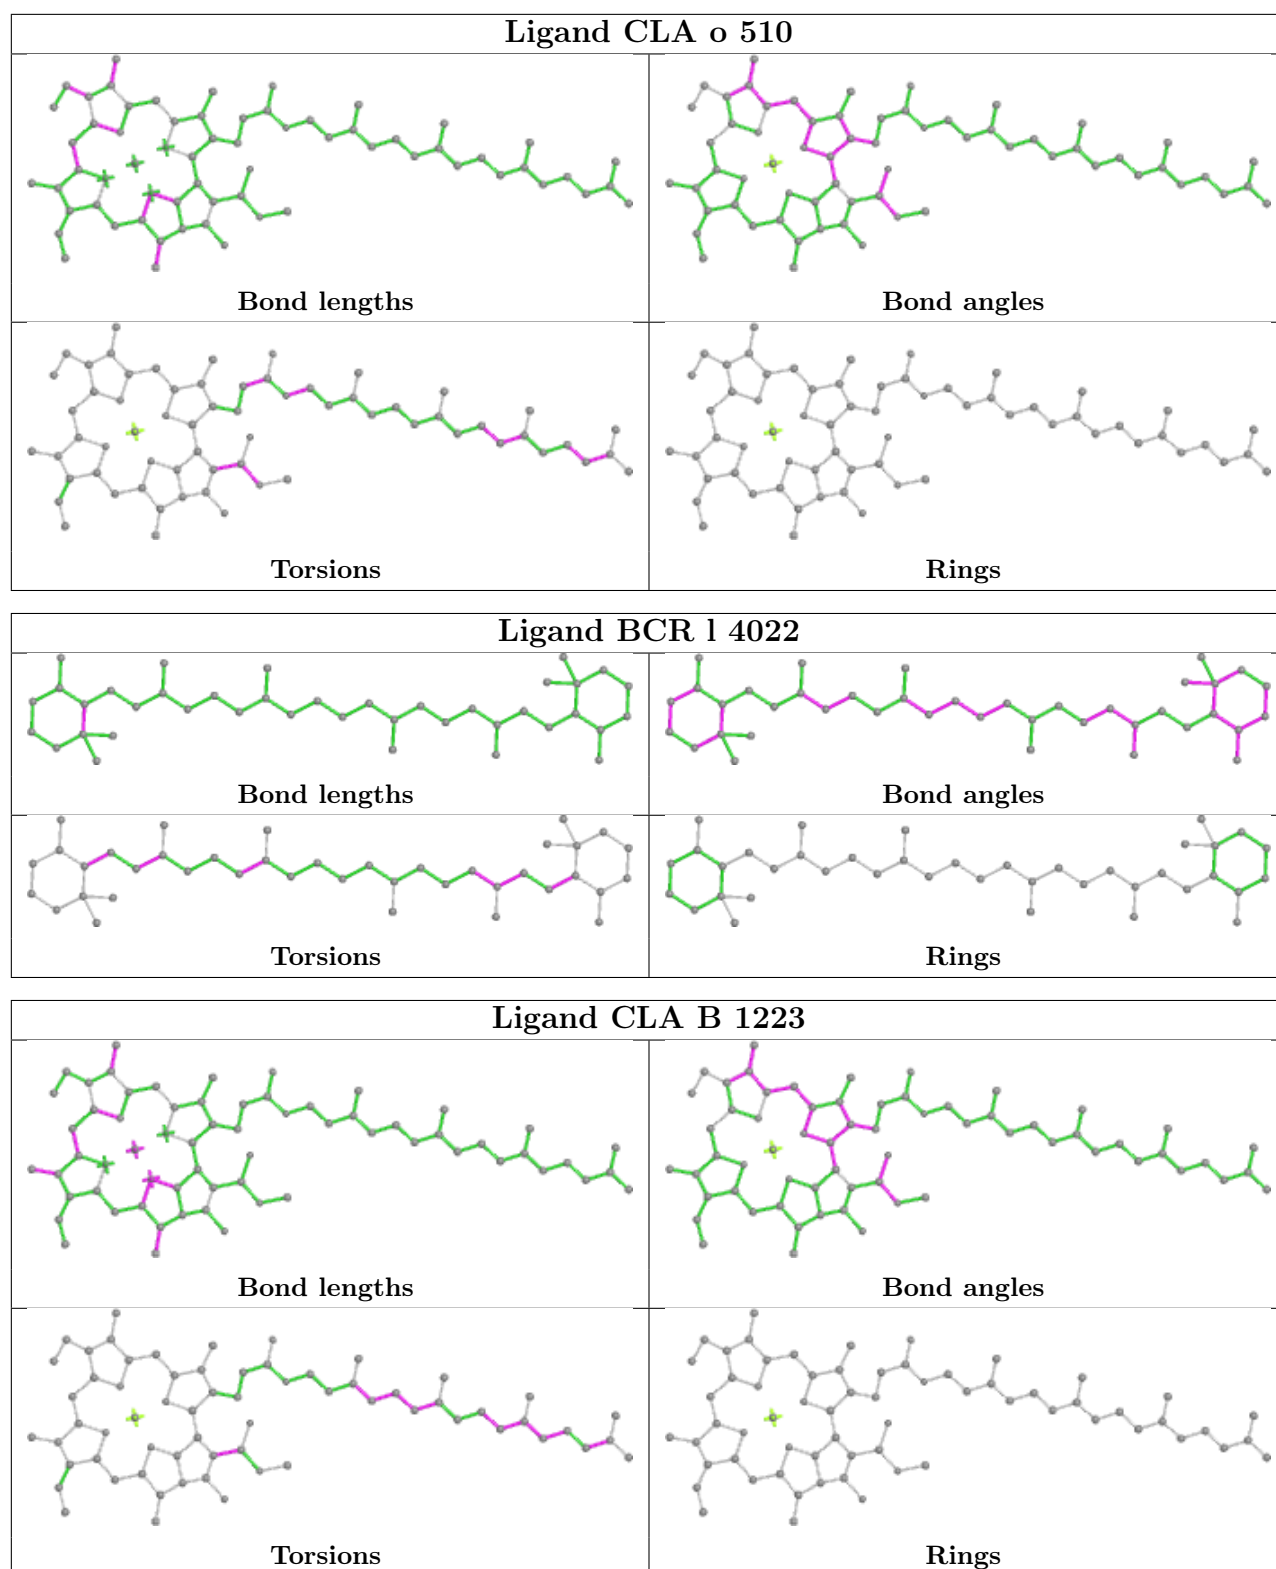 Ligand CLA o 510
Bond lengths
Bond angles
Torsions
Rings
Ligand BCR l 4022
Bond lengths
Bond angles
Torsions
Rings
Ligand CLA B 1223
Bond lengths
Bond angles
Torsions
Rings